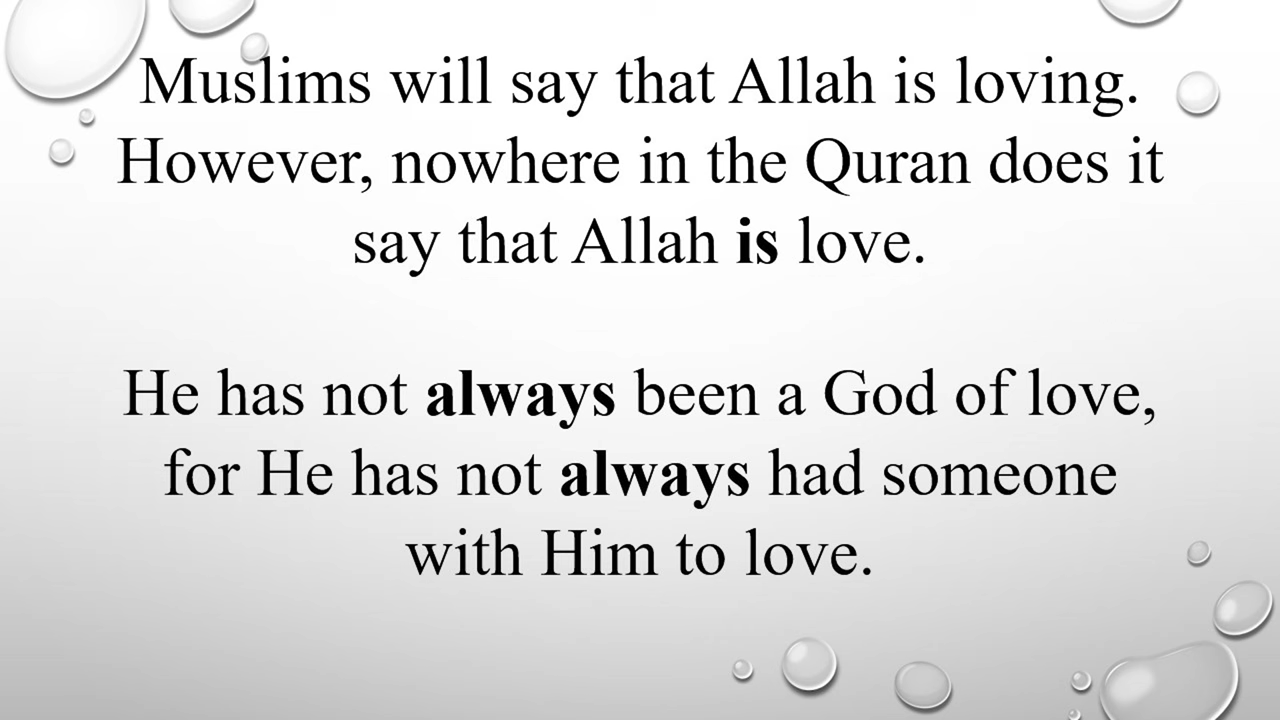 Muslims will say that Allah is loving.
However, nowhere in the Quran does it
say that Allah is love.
He has not always been a God of love,
for He has not always had someone
with Him to love.